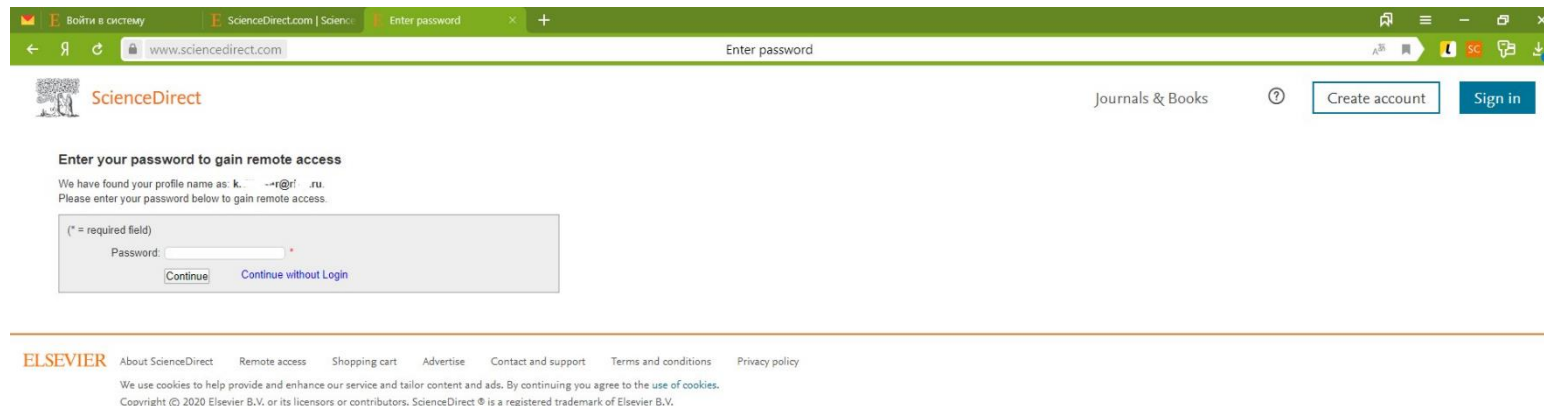 Войти в систему
ScienceDirect.com | Science
Enter password
www.sciencedirect.com
Enter password
ScienceDirect
Journals & Books
Create account
Sign in
Enter your password to gain remote access
We have found your profile name as:
Please enter your password below to gain remote access.
(* = required field)
Password: *
Continue Continue without Login
ELSEVIER About ScienceDirect Remote access Shopping cart Advertise Contact and support Terms and conditions Privacy policy
We use cookies to help provide and enhance our service and tailor content and ads. By continuing you agree to the use of cookies.
Copyright © 2020 Elsevier B.V. or its licensors or contributors. ScienceDirect ® is a registered trademark of Elsevier B.V.